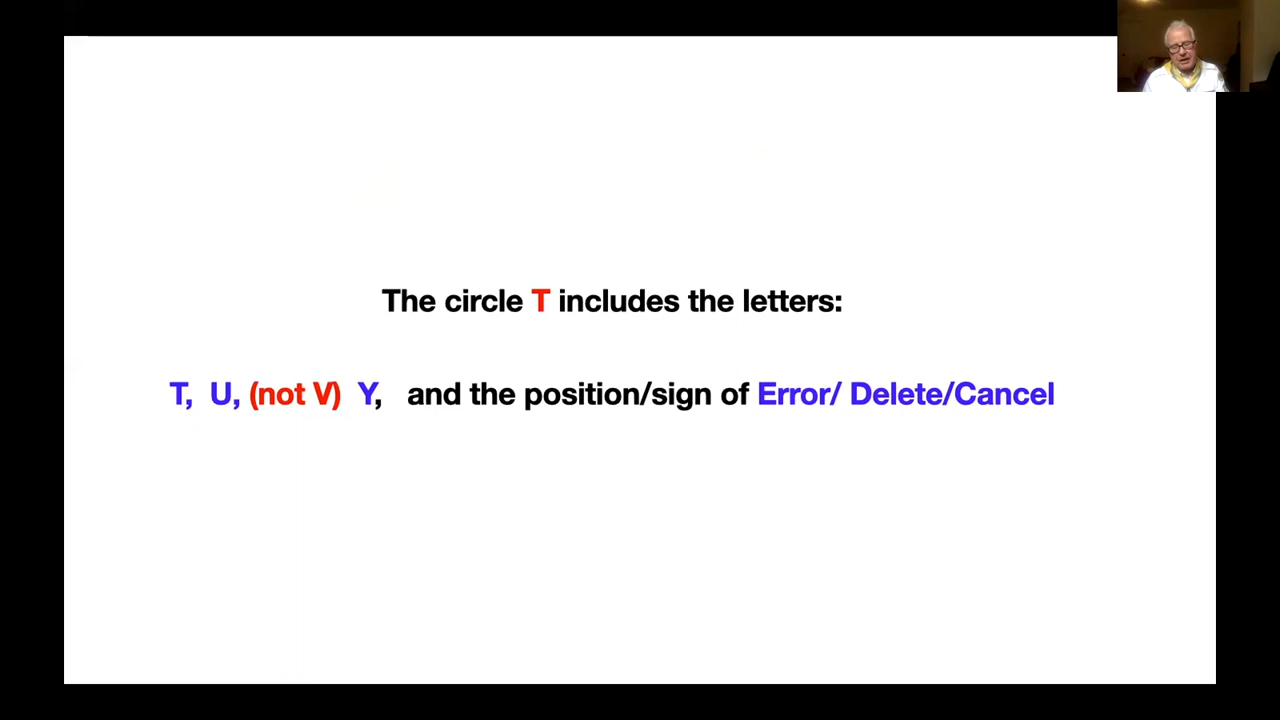 The circle T includes the letters:
T, U, (not V) Y, and the position/sign of Error/ Delete/Cancel